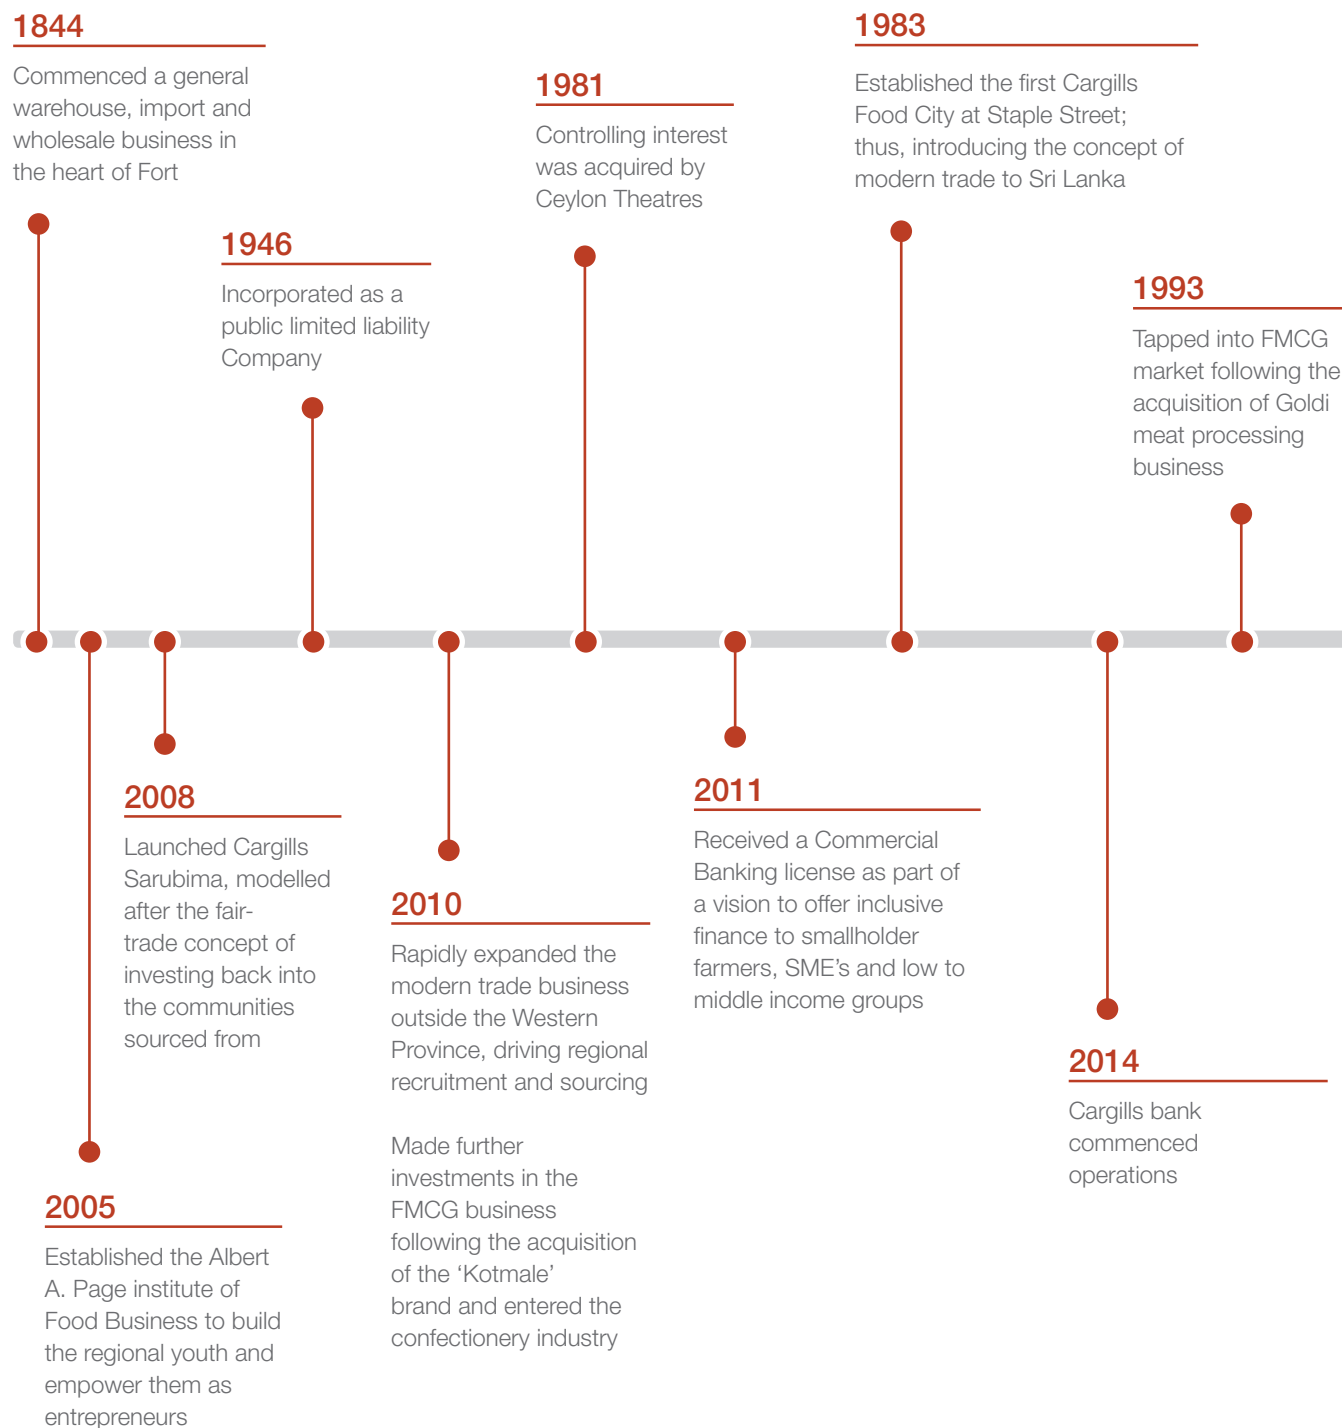 1844
Commenced a general
warehouse, import and
wholesale business in
the heart of Fort
1946
Incorporated as a
public limited liability
Company
1981
Controlling interest
was acquired by
Ceylon Theatres
1983
Established the first Cargills
Food City at Staple Street;
thus, introducing the concept of
modern trade to Sri Lanka
1993
Tapped into FMCG
market following the
acquisition of Goldi
meat processing
business
2005
Established the Albert
A. Page institute of
Food Business to build
the regional youth and
empower them as
entrepreneurs
2008
Launched Cargills
Sarubima, modelled
after the fair-
trade concept of
investing back into
the communities
sourced from
2010
Rapidly expanded the
modern trade business
outside the Western
Province, driving regional
recruitment and sourcing
Made further
investments in the
FMCG business
following the acquisition
of the ‘Kotmale’
brand and entered the
confectionery industry
2011
Received a Commercial
Banking license as part of
a vision to offer inclusive
finance to smallholder
farmers, SME’s and low to
middle income groups
2014
Cargills bank
commenced
operations